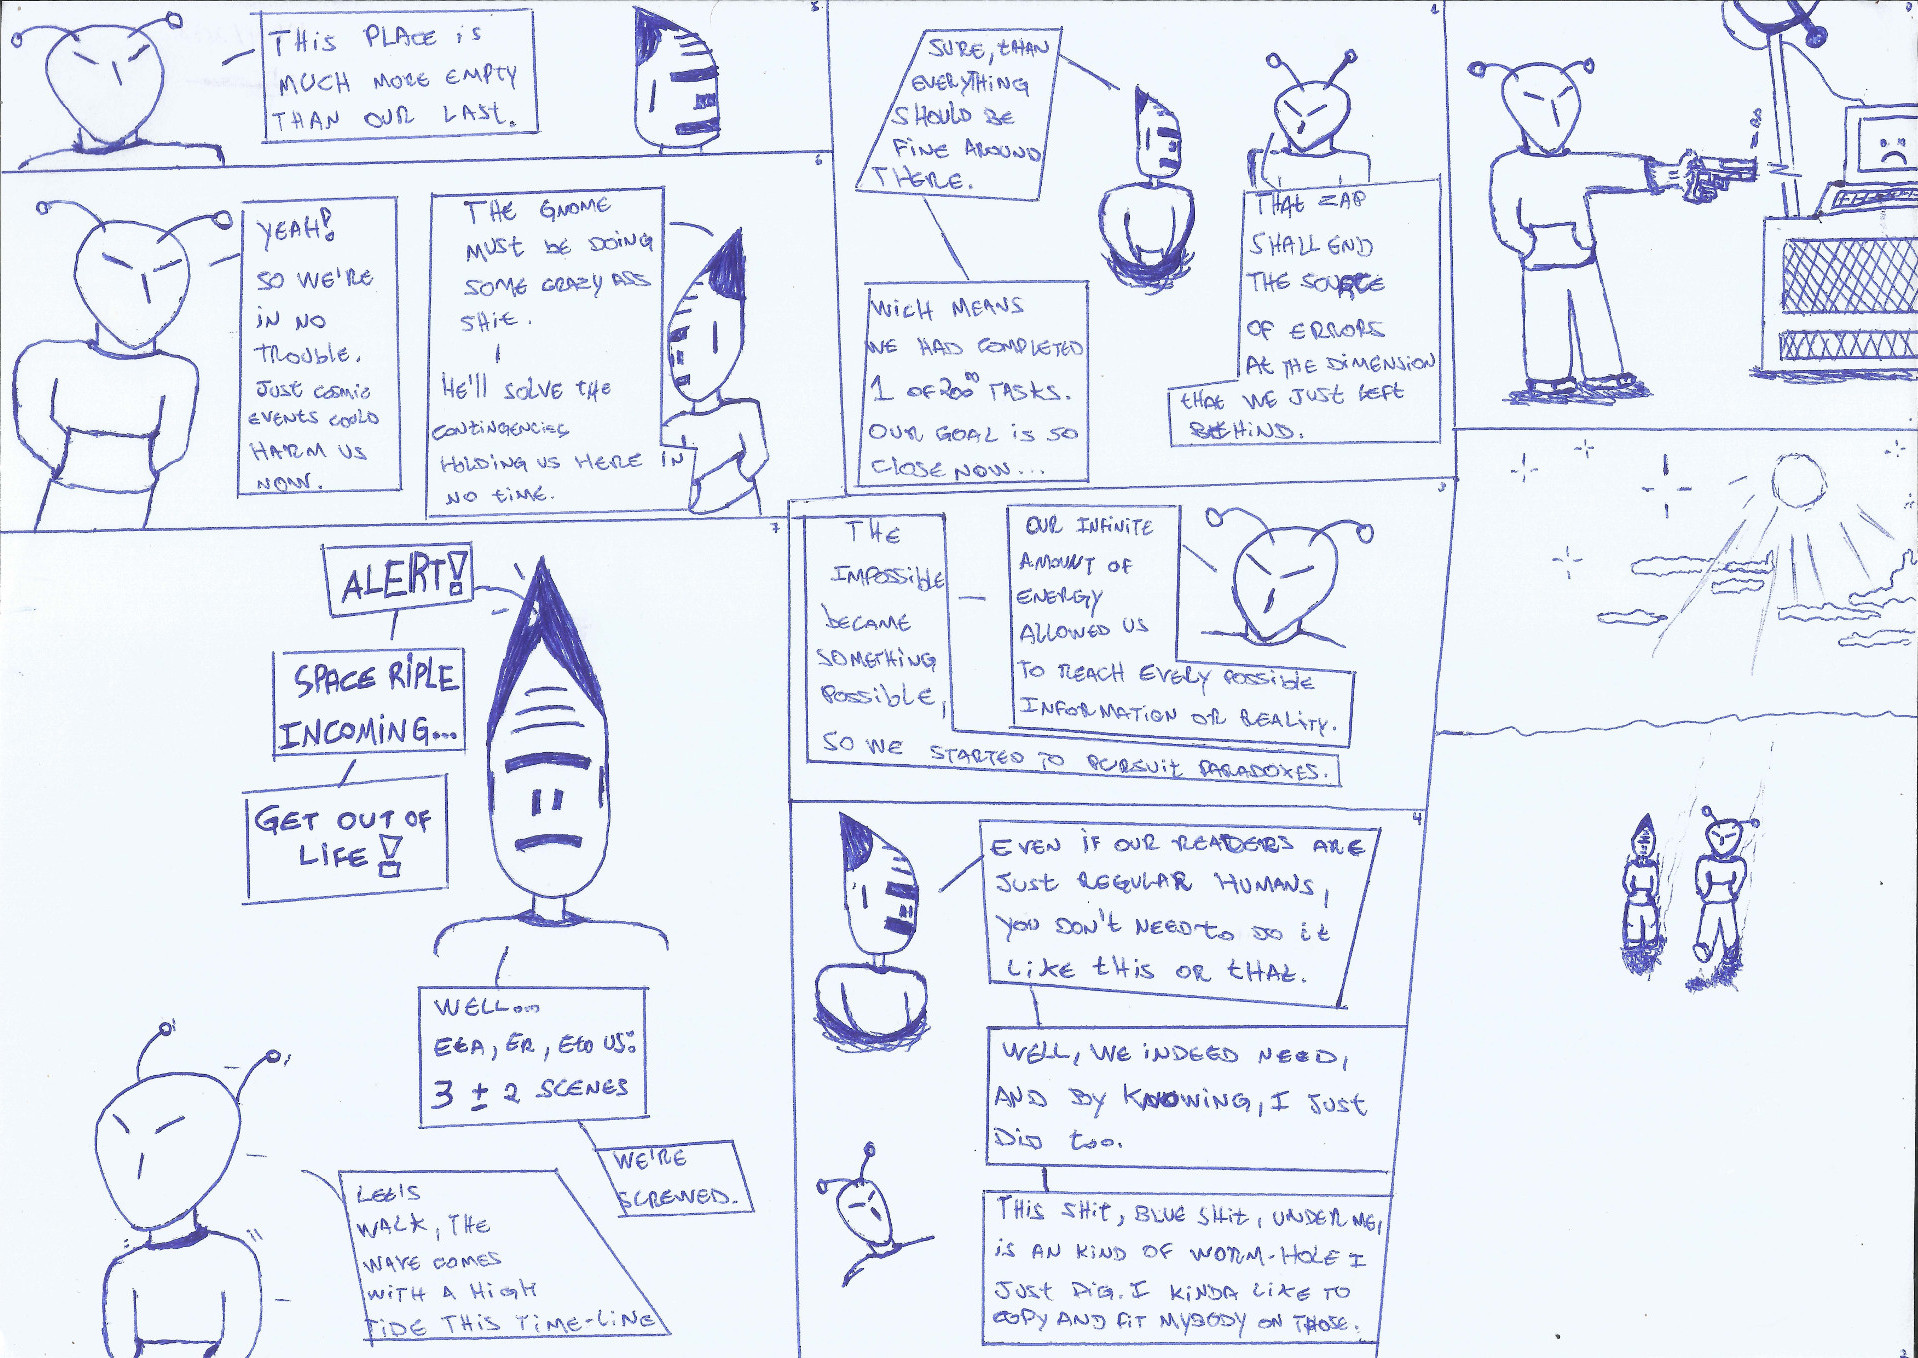 0
1
SURE, THAN
EVERYTHING
SHOULD BE
FINE AROUND
THERE.
WICH MEANS
WE HAD COMPLETED
1 OF 200⁰⁰ TASKS.
OUR GOAL IS SO
CLOSE NOW...
THAT ZAP
SHALL END
THE SOURCE
OF ERRORS
AT THE DIMENSION
THAT WE JUST LEFT
BEHIND.
2
3
OUR INFINITE
AMOUNT OF
ENERGY
ALLOWED US
TO REACH EVERY POSSIBLE
INFORMATION OR REALITY.
THE
IMPOSSIBLE
BECAME
SOMETHING
POSSIBLE,
SO WE STARTED TO PURSUIT PARADOXES.
4
EVEN IF OUR READERS ARE
JUST REGULAR HUMANS,
YOU DON'T NEED TO DO IT
LIKE THIS OR THAT.
WELL, WE INDEED NEED,
AND BY KNOWING, I JUST
DID TOO.
THIS SHIT, BLUE SHIT, UNDER ME,
IS AN KIND OF WORM-HOLE I
JUST DIG. I KINDA LIKE TO
COPY AND FIT MYBODY ON THOSE.
5
THIS PLACE IS
MUCH MORE EMPTY
THAN OUR LAST.
6
YEAH!
SO WE'RE
IN NO
TROUBLE.
JUST COSMIC
EVENTS COULD
HARM US
NOW.
THE GNOME
MUST BE DOING
SOME CRAZY ASS
SHIT.
HE'LL SOLVE THE
CONTINGENCIES
HOLDING US HERE IN
NO TIME.
7
ALERT!
SPACE RIPLE
INCOMING...
GET OUT OF
LIFE!
WELL...
ETA, ER, ETO US:
3 ± 2 SCENES
WE'RE
SCREWED.
LET'S
WALK, THE
WAVE COMES
WITH A HIGH
TIDE THIS TIME-LINE